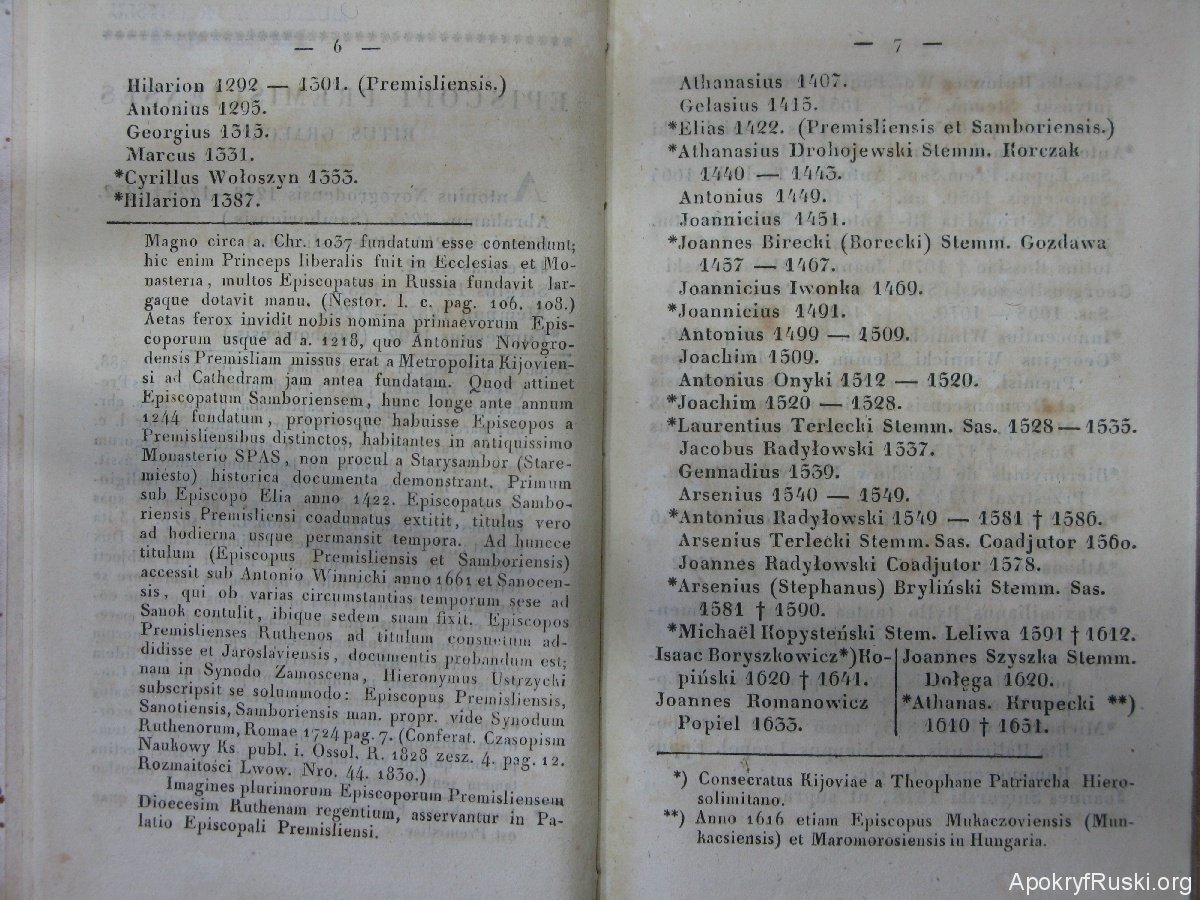 — 6 —
Hilarion 1292 — 1301. (Premisliensis.)
Antonius 1295.
Georgius 1315.
Marcus 1331.
*Cyrillus Wołoszyn 1353.
*Hilarion 1387.
Magno circa a. Chr. 1037 fundatum esse contendunt;
hic enim Princeps liberalis fuit in Ecclesias et Mo-
nasteria, multos Episcopatus in Russia fundavit lar-
gaque dotavit manu. (Nestor. l. c. pag. 106. 108.)
Aetas ferox invidit nobis nomina primaevorum Epis-
coporum usque ad a. 1218, quo Antonius Novogro-
densis Premisliam missus erat a Metropolita Kijovien-
si ad Cathedram jam antea fundatam. Quod attinet
Episcopatum Samboriensem, hunc longe ante annum
1244 fundatum, propriosque habuisse Episcopos a
Premisliensibus distinctos, habitantes in antiquissimo
Monasterio SPAS, non procul a Starysambor (Stare-
miésto) historica documenta demonstrant. Primum
sub Episcopo Elia anno 1422. Episcopatus Sambo-
riensis Premisliensi coadunatus extitit, titulus vero
ad hodierna usque permansit tempora. Ad huncce
titulum (Episcopus Premisliensis et Samboriensis)
accessit sub Antonio Winnicki anno 1661 et Sanocen-
sis, qui ob varias circumstantias temporum sese ad
Sanok contulit, ibique sedem suam fixit. Episcopos
Premislienses Ruthenos ad titulum consuetum ad-
didisse et Jaroslaviensis, documentis probandum est;
nam in Synodo Zamoscena, Hieronymus Ustrzycki
subscripsit se solummodo: Episcopus Premisliensis,
Sanotiensis, Samboriensis man. propr. vide Synodum
Ruthenorum, Romae 1724 pag. 7. (Conferat. Czasopism
Naukowy Ks publ. i. Ossol. R. 1828 zesz. 4. pag. 12.
Rozmaitości Lwow. Nro. 44. 1830.)
Imagines plurimorum Episcoporum Premisliensem
Dioecesim Ruthenam regentium, asservantur in Pa-
latio Episcopali Premisliensi.
— 7 —
Athanasius 1407.
Gelasius 1415.
*Elias 1422. (Premisliensis et Samboriensis.)
*Athanasius Drohojewski Stemm. Korczak
1440 — 1443.
Antonius 1449.
Joannicius 1451.
*Joannes Birecki (Borecki) Stemm. Gozdawa
1457 — 1467.
Joannicius Iwonka 1469.
*Joannicius 1491.
*Antonius 1499 — 1509.
*Joachim 1509.
Antonius Onyki 1512 — 1520.
*Joachim 1520 — 1528.
*Laurentius Terlecki Stemm. Sas. 1528 — 1535.
Jacobus Radyłowski 1537.
Gennadius 1539.
Arsenius 1540 — 1549.
*Antonius Radyłowski 1549 — 1581 † 1586.
Arsenius Terlecki Stemm. Sas. Coadjutor 1560.
Joannes Radyłowski Coadjutor 1578.
*Arsenius (Stephanus) Bryliński Stemm. Sas.
1581 † 1590.
*Michaël Kopysteński Stem. Leliwa 1591 † 1612.
Isaac Boryszkowicz*) Ko-
piński 1620 † 1641.
Joannes Romanowicz
Popiel 1633.
Joannes Szyszka Stemm.
Dołęga 1620.
*Athanas. Krupecki **)
1610 † 1651.
*) Consecratus Kijoviae a Theophane Patriarcha Hiero-
solimitano.
**) Anno 1616 etiam Episcopus Mukaczoviensis (Mun-
kacsiensis) et Maromorosiensis in Hungaria.
ApokryfRuski.org